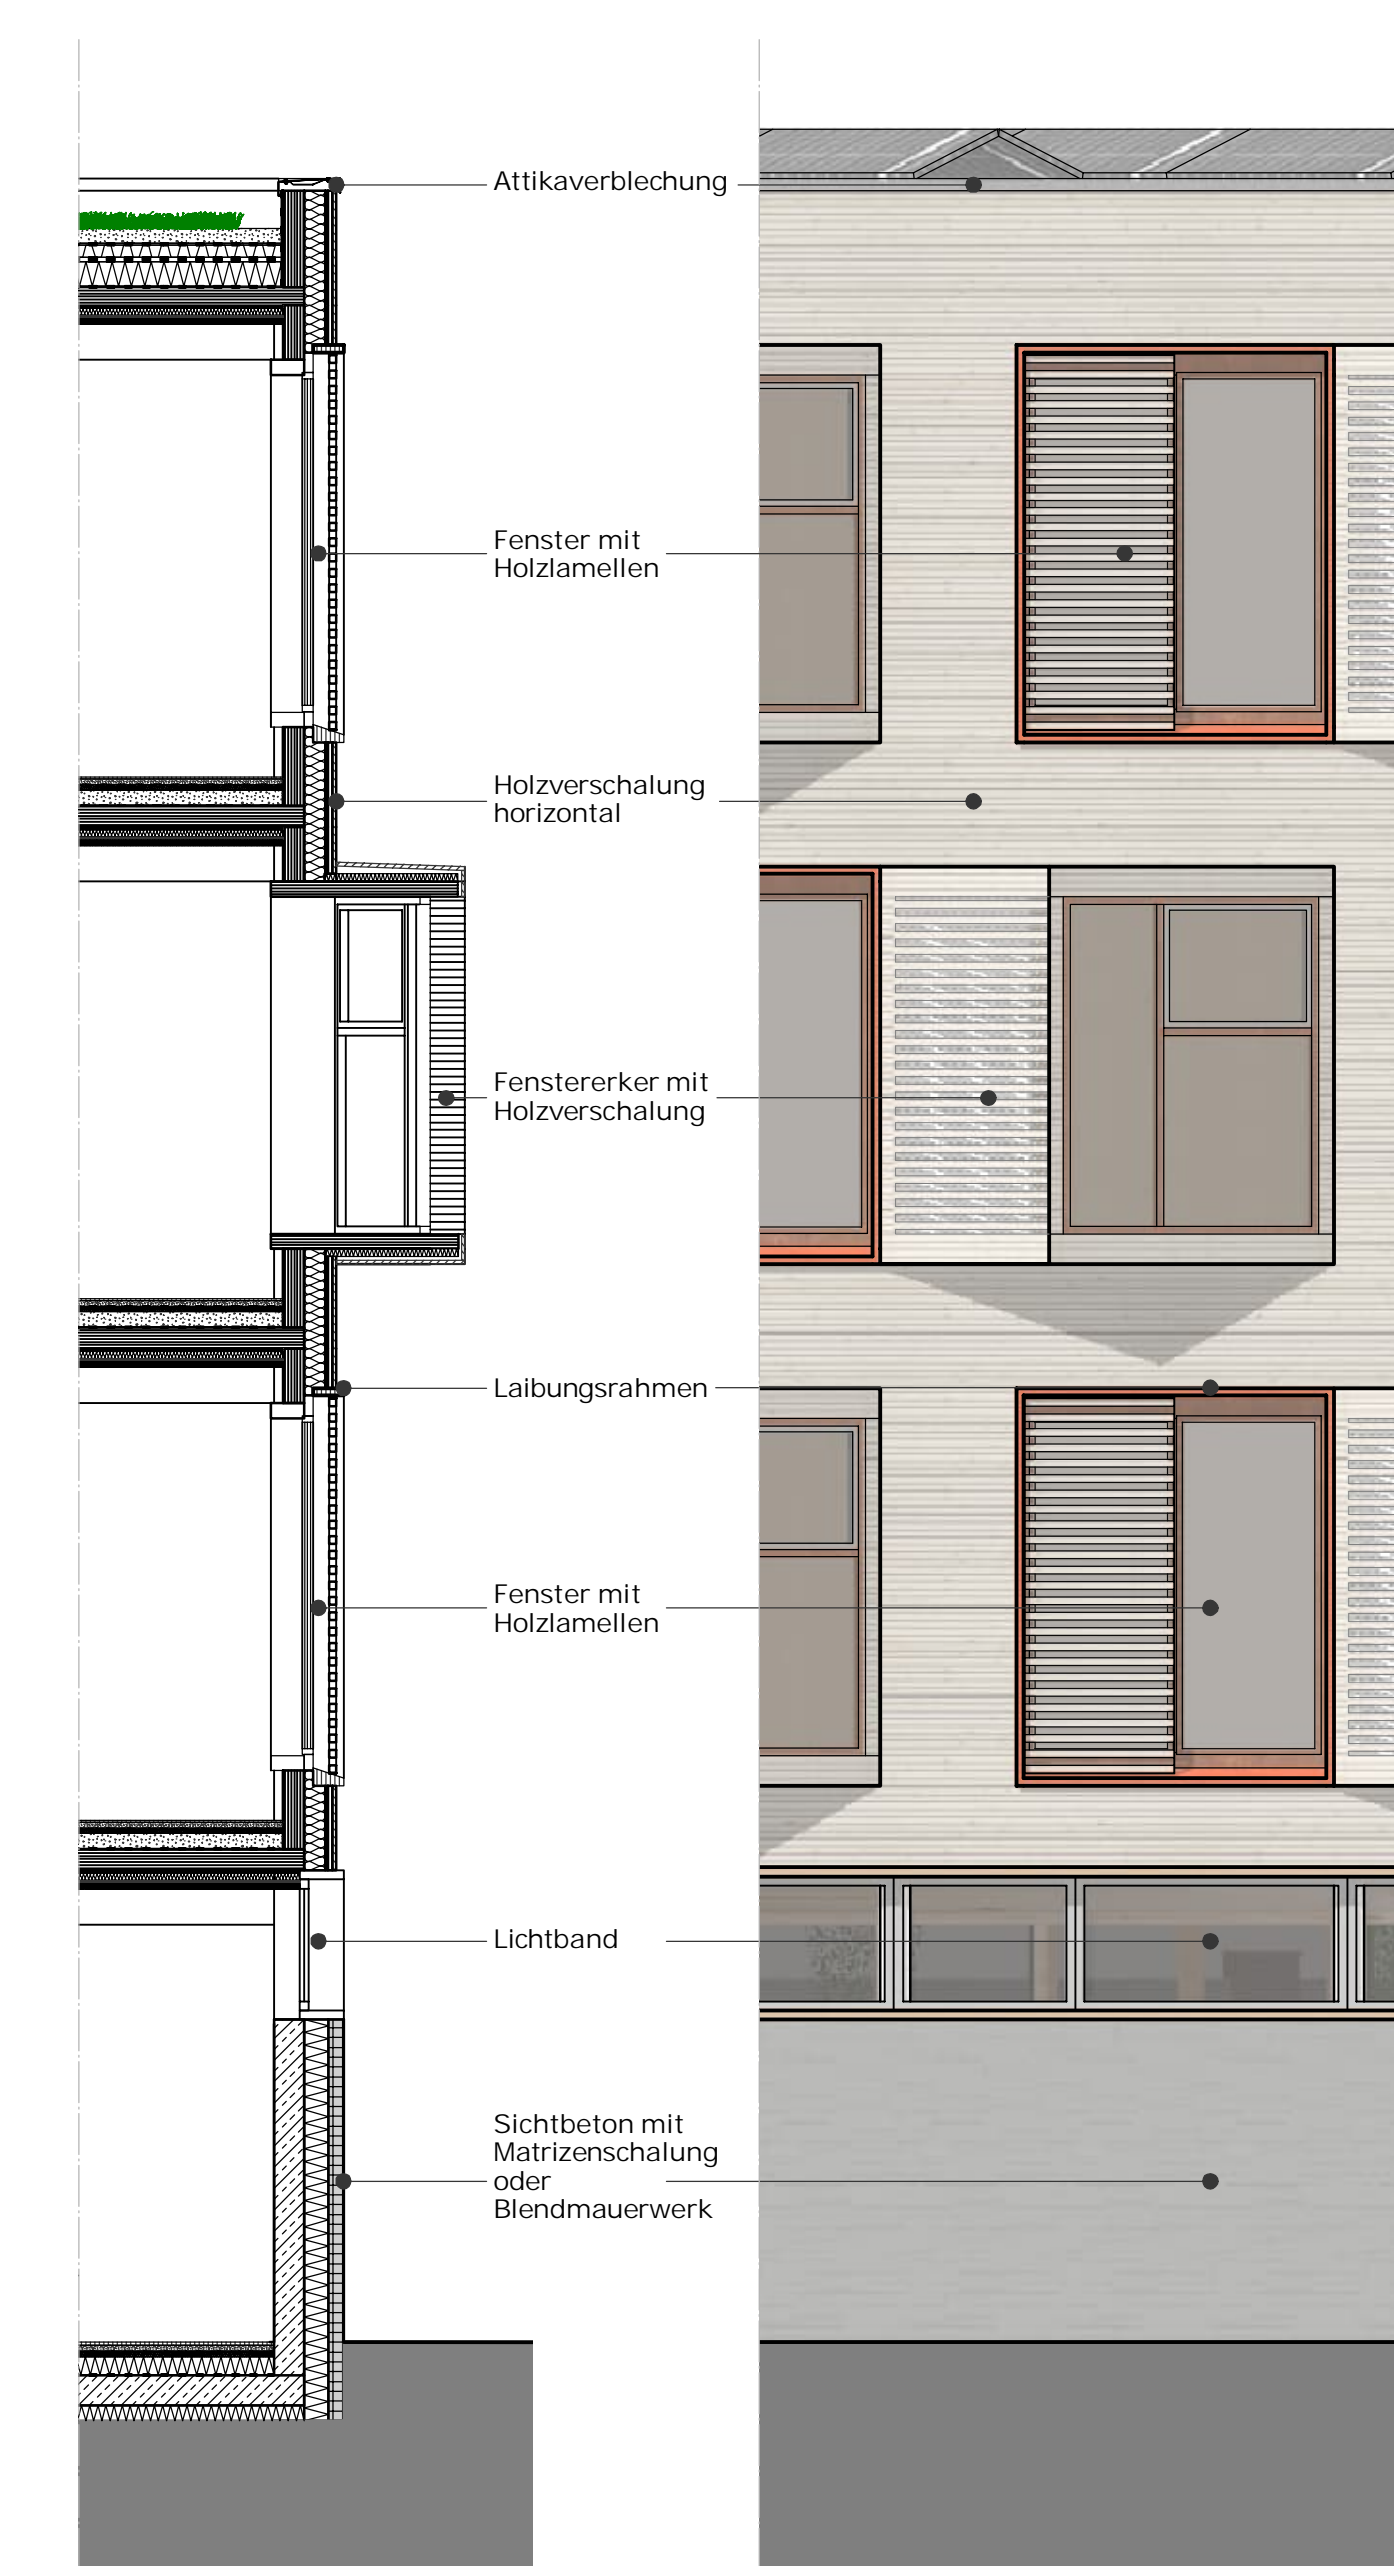 Attikaverblechung
Fenster mit
Holzlamellen
Holzverschalung
horizontal
Fenstererker mit
Holzverschalung
Laibungsrahmen
Fenster mit
Holzlamellen
Lichtband
Sichtbeton mit
Matrizenschalung
oder
Blendmauerwerk